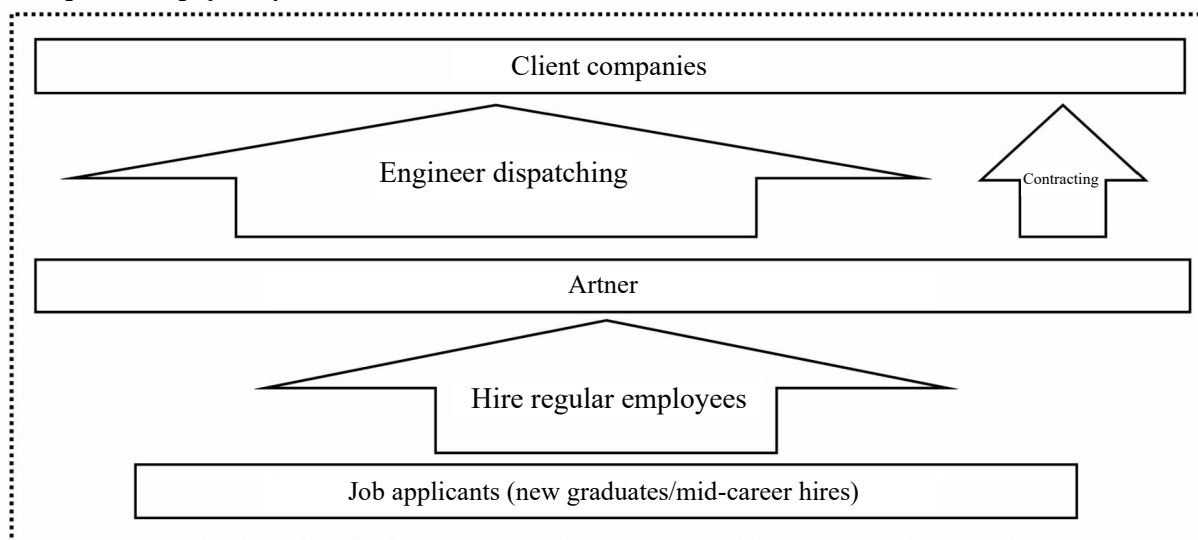 Client companies
Engineer dispatching
Contracting
Artner
Hire regular employees
Job applicants (new graduates/mid-career hires)